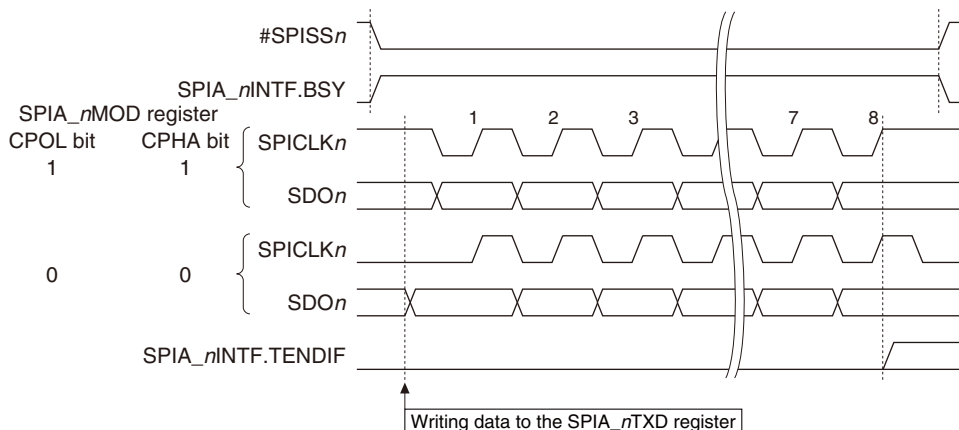 #SPISSn
SPIA_nINTF.BSY
SPIA_nMOD register
CPOL bit CPHA bit
1 1
SPICLKn 1 2 3 7 8
SDOn
0 0
SPICLKn
SDOn
SPIA_nINTF.TENDIF
Writing data to the SPIA_nTXD register